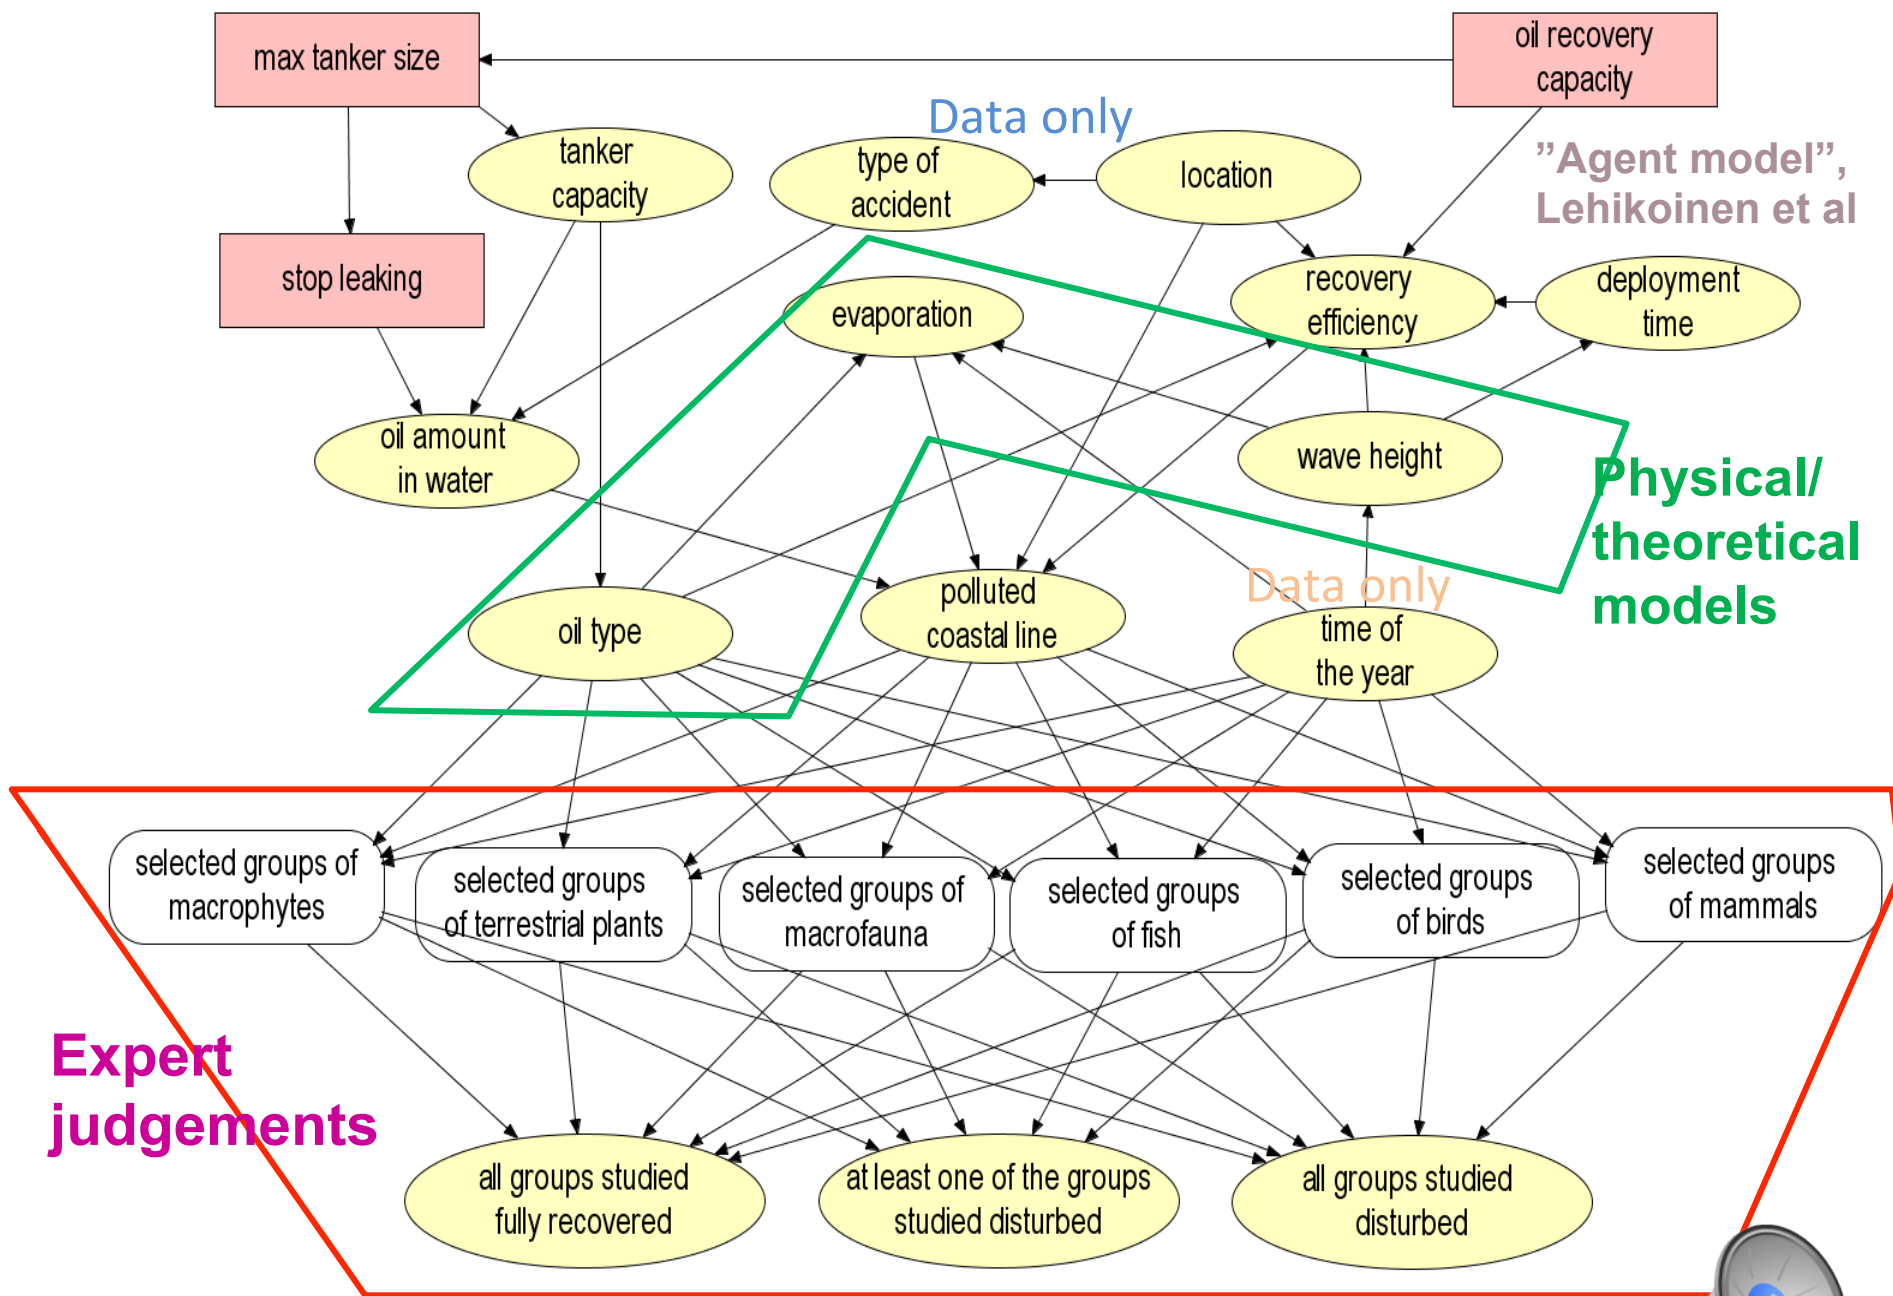 max tanker size
oil recovery
capacity
Data only
tanker
capacity
type of
accident
location
”Agent model”,
Lehikoinen et al
stop leaking
evaporation
recovery
efficiency
deployment
time
oil amount
in water
wave height
Physical/
theoretical
models
Data only
oil type
polluted
coastal line
time of
the year
selected groups of
macrophytes
selected groups
of terrestrial plants
selected groups of
macrofauna
selected groups
of fish
selected groups
of birds
selected groups
of mammals
Expert
judgements
all groups studied
fully recovered
at least one of the groups
studied disturbed
all groups studied
disturbed